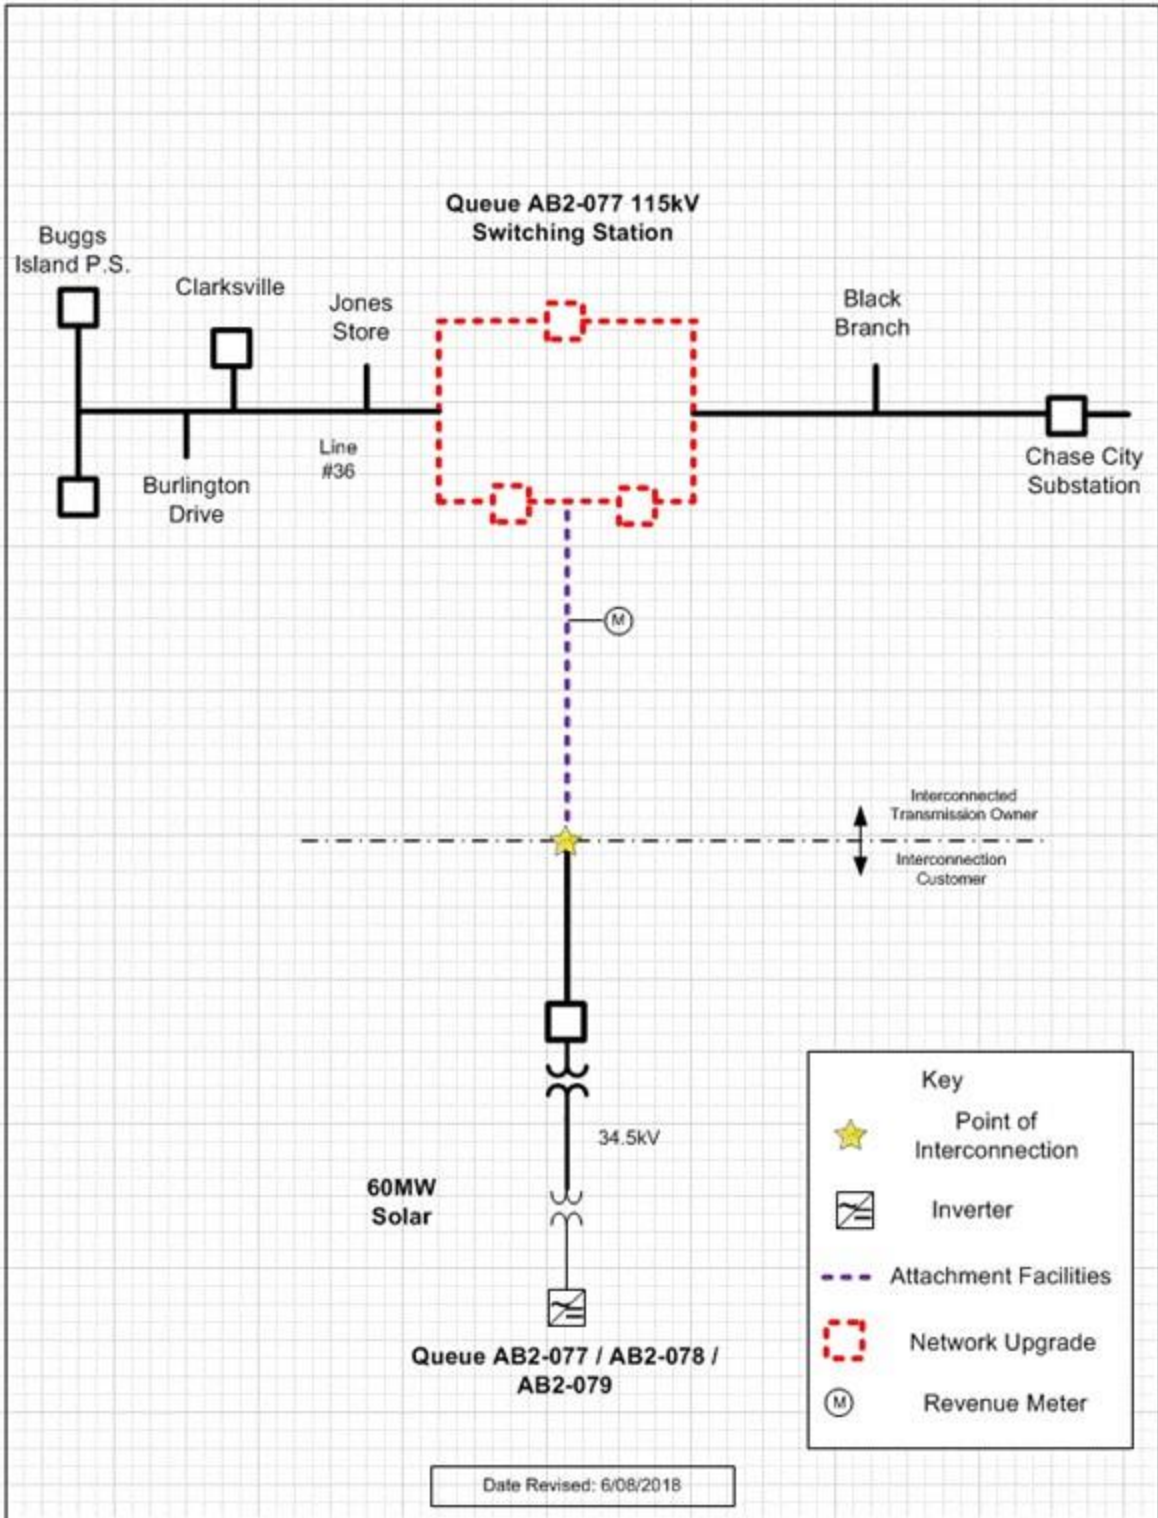 Queue AB2-077 115kV
Switching Station
Buggs
Island P.S.
Clarksville
Jones
Store
Black
Branch
Line
#36
Burlington
Drive
Chase City
Substation
M
Interconnected
Transmission Owner
Interconnection
Customer
34.5kV
60MW
Solar
Queue AB2-077 / AB2-078 /
AB2-079
Key
Point of
Interconnection
Inverter
Attachment Facilities
Network Upgrade
M
Revenue Meter
Date Revised: 6/08/2018